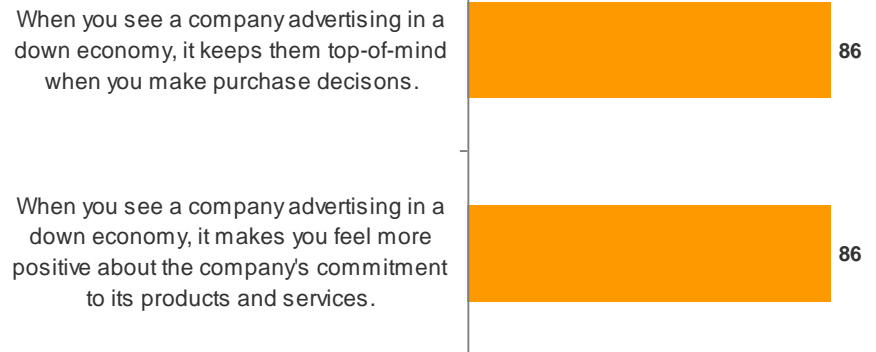 When you see a company advertising in a
down economy, it keeps them top-of-mind
when you make purchase decisons.
86
When you see a company advertising in a
down economy, it makes you feel more
positive about the company's commitment
to its products and services.
86